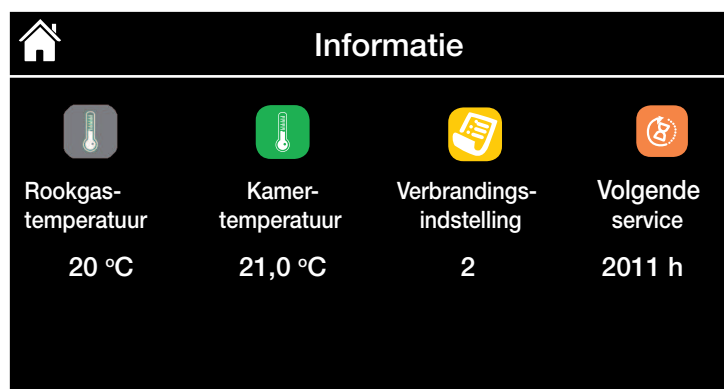 Informatie
Rookgas-
temperatuur
20 °C
Kamer-
temperatuur
21,0 °C
Verbrandings-
indstelling
2
Volgende
service
2011 h